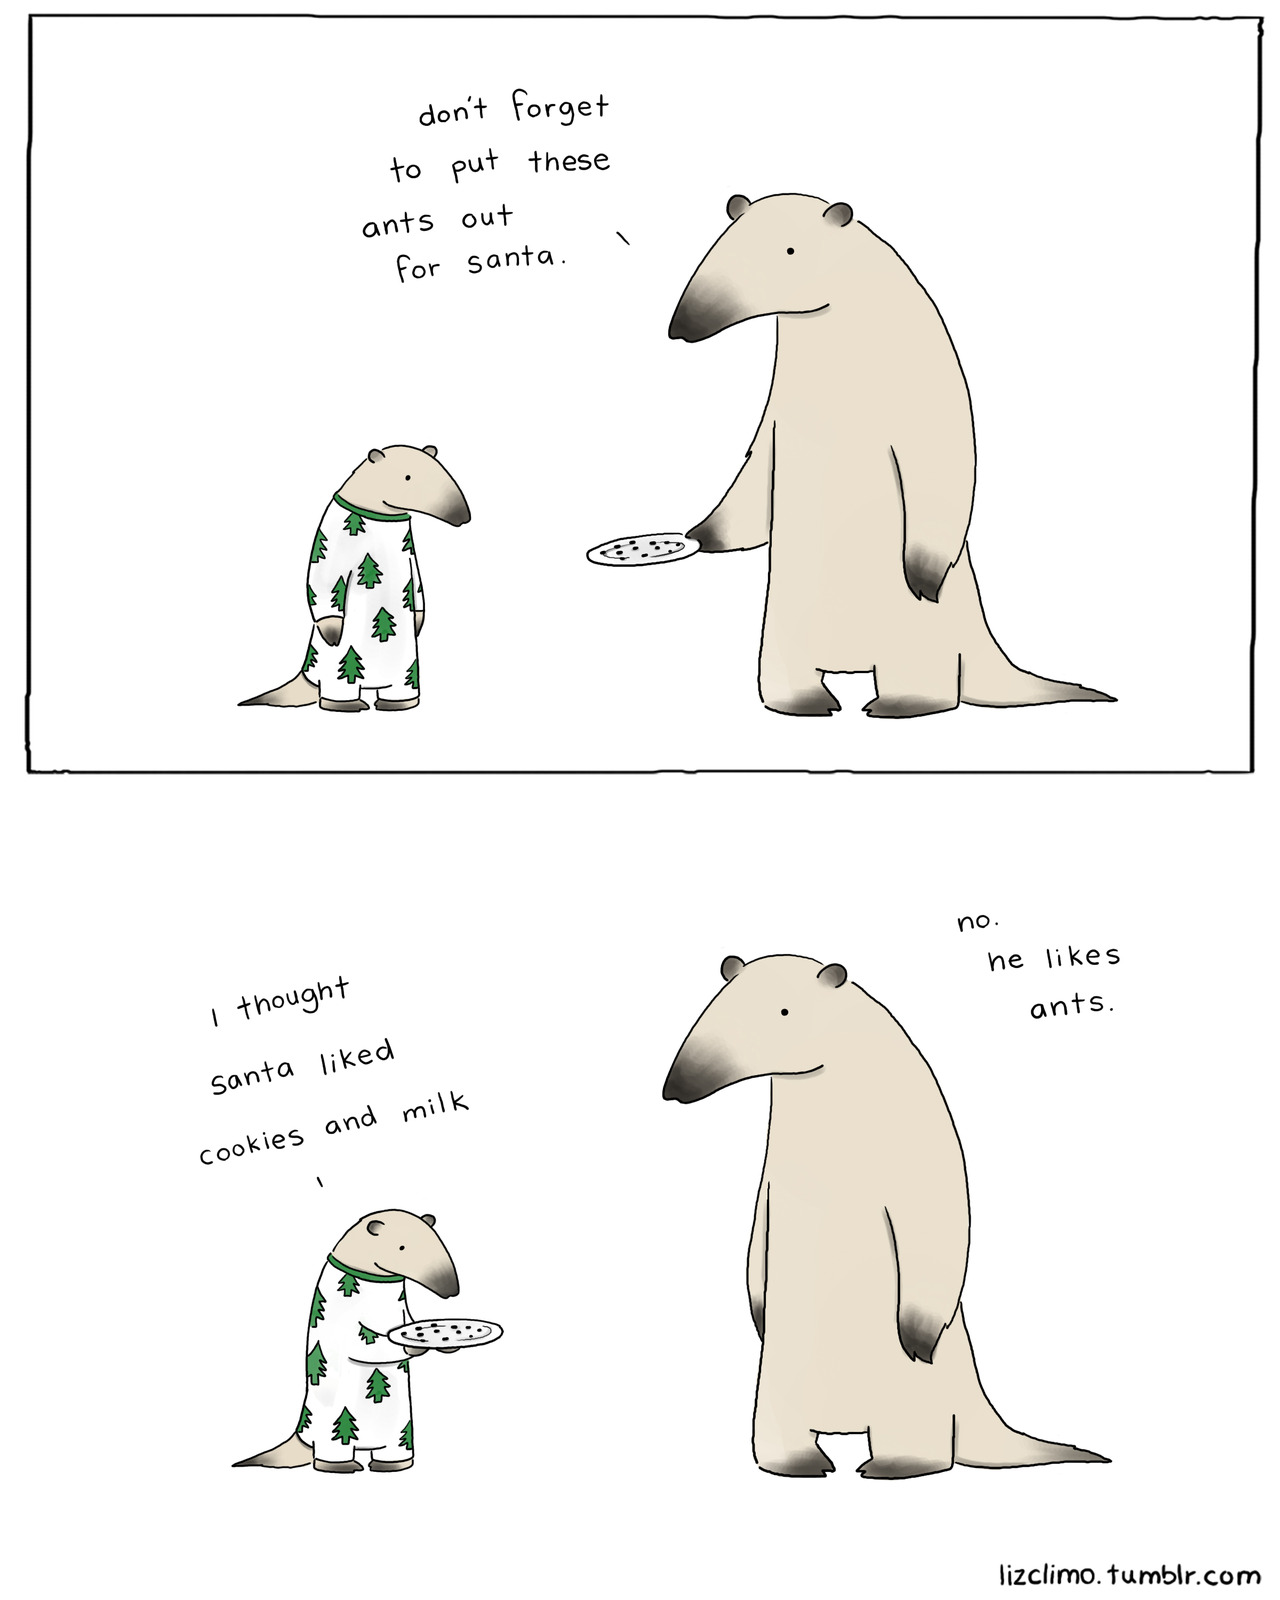 don't forget
to put these
ants out
for santa.
I thought
santa liked
cookies and milk
no.
he likes
ants.
lizclimo.tumblr.com